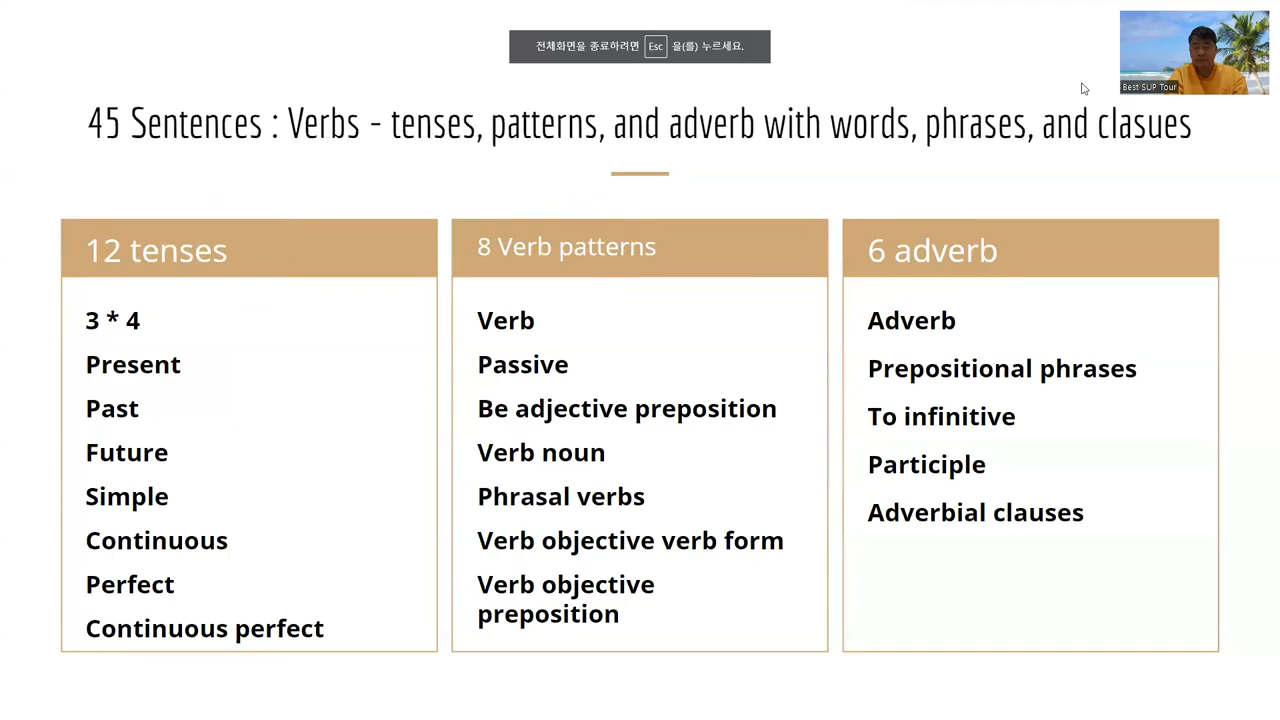 전체화면을 종료하려면 Esc 을(를) 누르세요.
Best SUP Tour
45 Sentences : Verbs - tenses, patterns, and adverb with words, phrases, and clasues
12 tenses
3 * 4
Present
Past
Future
Simple
Continuous
Perfect
Continuous perfect
8 Verb patterns
Verb
Passive
Be adjective preposition
Verb noun
Phrasal verbs
Verb objective verb form
Verb objective
preposition
6 adverb
Adverb
Prepositional phrases
To infinitive
Participle
Adverbial clauses